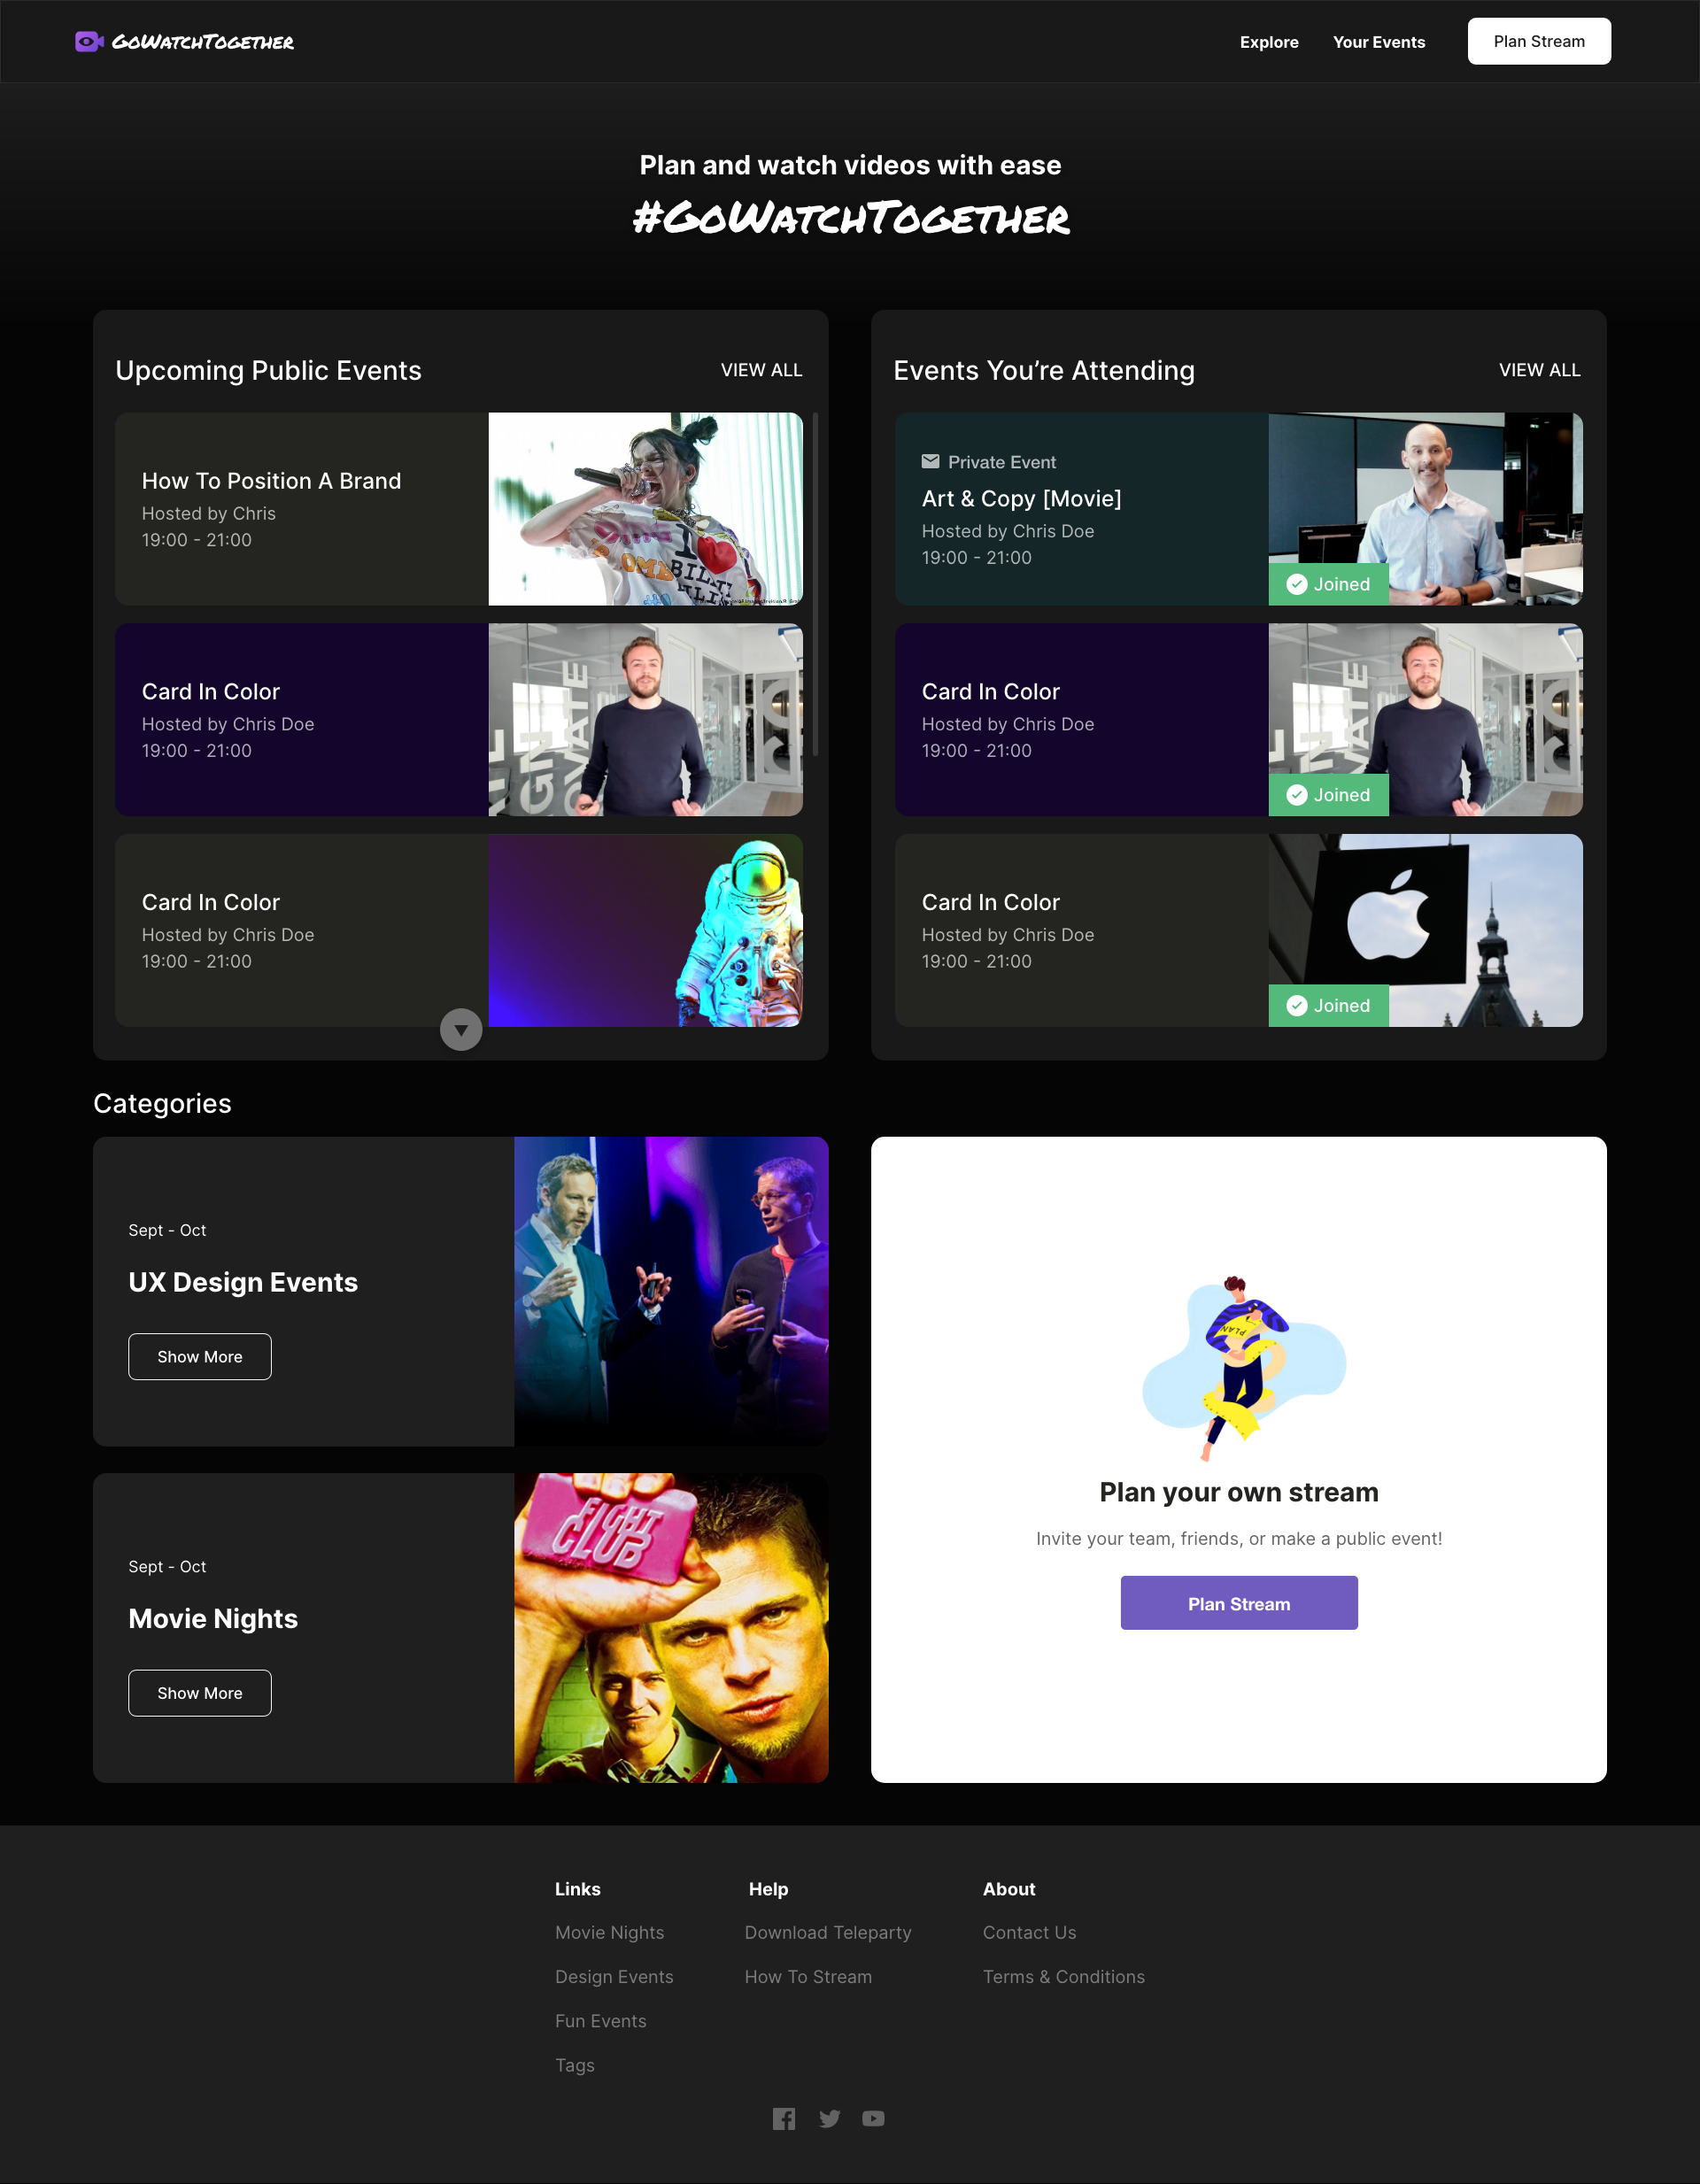 GoWatchTogether
Explore
Your Events
Plan Stream
Plan and watch videos with ease
#GoWatchTogether
Upcoming Public Events
VIEW ALL
How To Position A Brand
Hosted by Chris
19:00 - 21:00
Card In Color
Hosted by Chris Doe
19:00 - 21:00
Card In Color
Hosted by Chris Doe
19:00 - 21:00
Events You’re Attending
VIEW ALL
Private Event
Art & Copy [Movie]
Hosted by Chris Doe
19:00 - 21:00
Joined
Card In Color
Hosted by Chris Doe
19:00 - 21:00
Joined
Card In Color
Hosted by Chris Doe
19:00 - 21:00
Joined
Categories
Sept - Oct
UX Design Events
Show More
Sept - Oct
Movie Nights
Show More
FIGHT
CLUB
PLAN
Plan your own stream
Invite your team, friends, or make a public event!
Plan Stream
Links
Movie Nights
Design Events
Fun Events
Tags
Help
Download Teleparty
How To Stream
About
Contact Us
Terms & Conditions